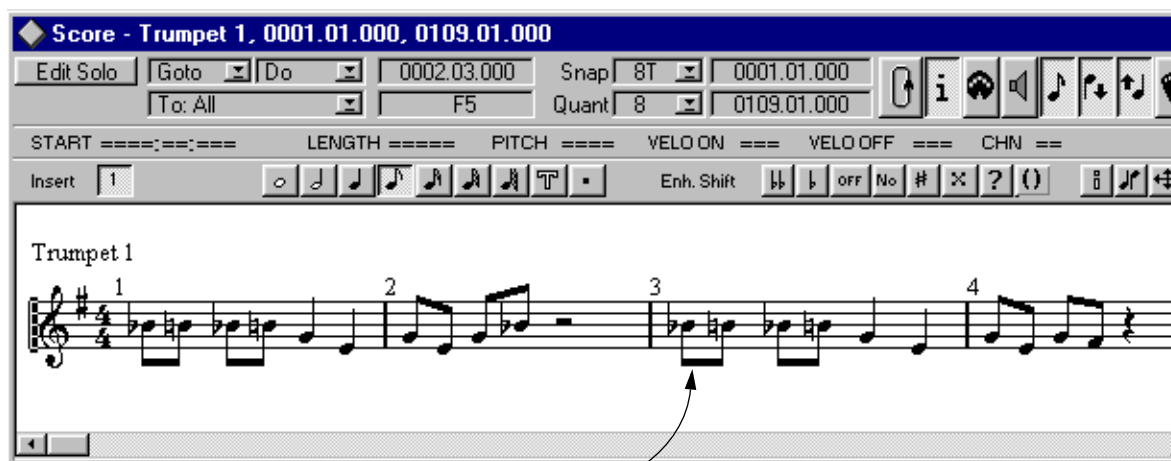 Score - Trumpet 1, 0001.01.000, 0109.01.000
Edit Solo Goto Do 0002.03.000 Snap 8T 0001.01.000
To: All F5 Quant 8 0109.01.000
START ====:==:=== LENGTH ===== PITCH ==== VELO ON === VELO OFF === CHN ==
Insert 1 T Enh. Shift OFF No # ? ()
Trumpet 1
1 2 3 4
4
4